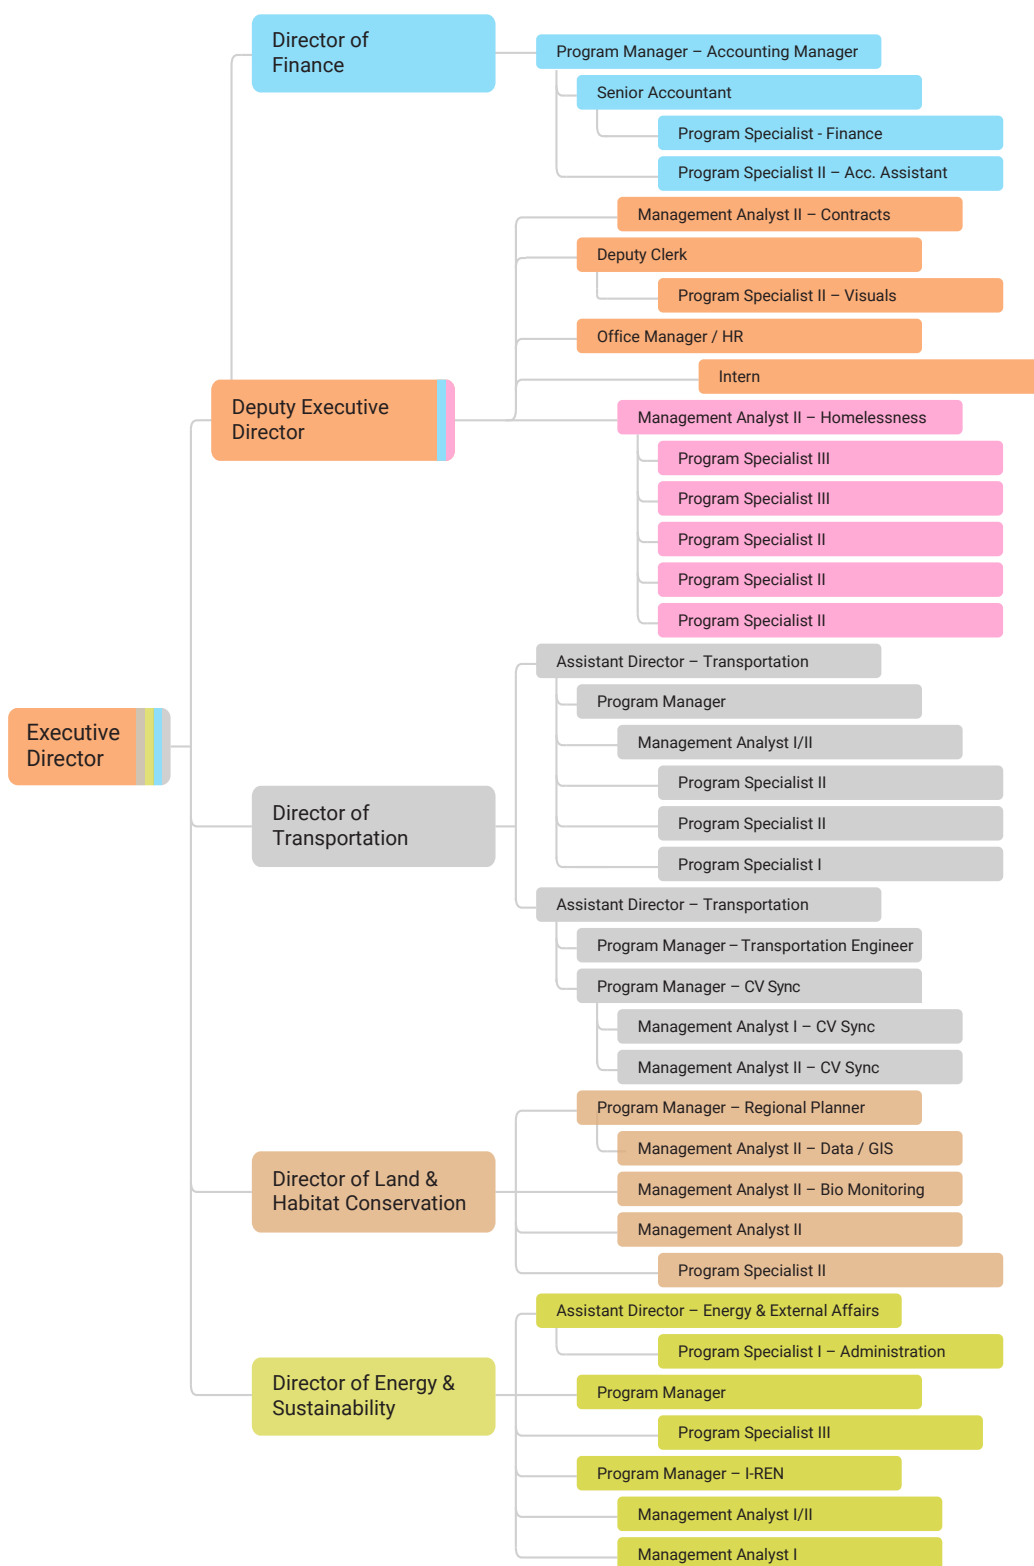 Director of
Finance
Program Manager – Accounting Manager
Senior Accountant
Program Specialist - Finance
Program Specialist II – Acc. Assistant
Management Analyst II – Contracts
Deputy Clerk
Program Specialist II – Visuals
Office Manager / HR
Intern
Deputy Executive
Director
Management Analyst II – Homelessness
Program Specialist III
Program Specialist III
Program Specialist II
Program Specialist II
Program Specialist II
Assistant Director – Transportation
Program Manager
Executive
Director
Management Analyst I/II
Program Specialist II
Director of
Transportation
Program Specialist II
Program Specialist I
Assistant Director – Transportation
Program Manager – Transportation Engineer
Program Manager – CV Sync
Management Analyst I – CV Sync
Management Analyst II – CV Sync
Program Manager – Regional Planner
Management Analyst II – Data / GIS
Director of Land &
Habitat Conservation
Management Analyst II – Bio Monitoring
Management Analyst II
Program Specialist II
Assistant Director – Energy & External Affairs
Program Specialist I – Administration
Director of Energy &
Sustainability
Program Manager
Program Specialist III
Program Manager – I-REN
Management Analyst I/II
Management Analyst I